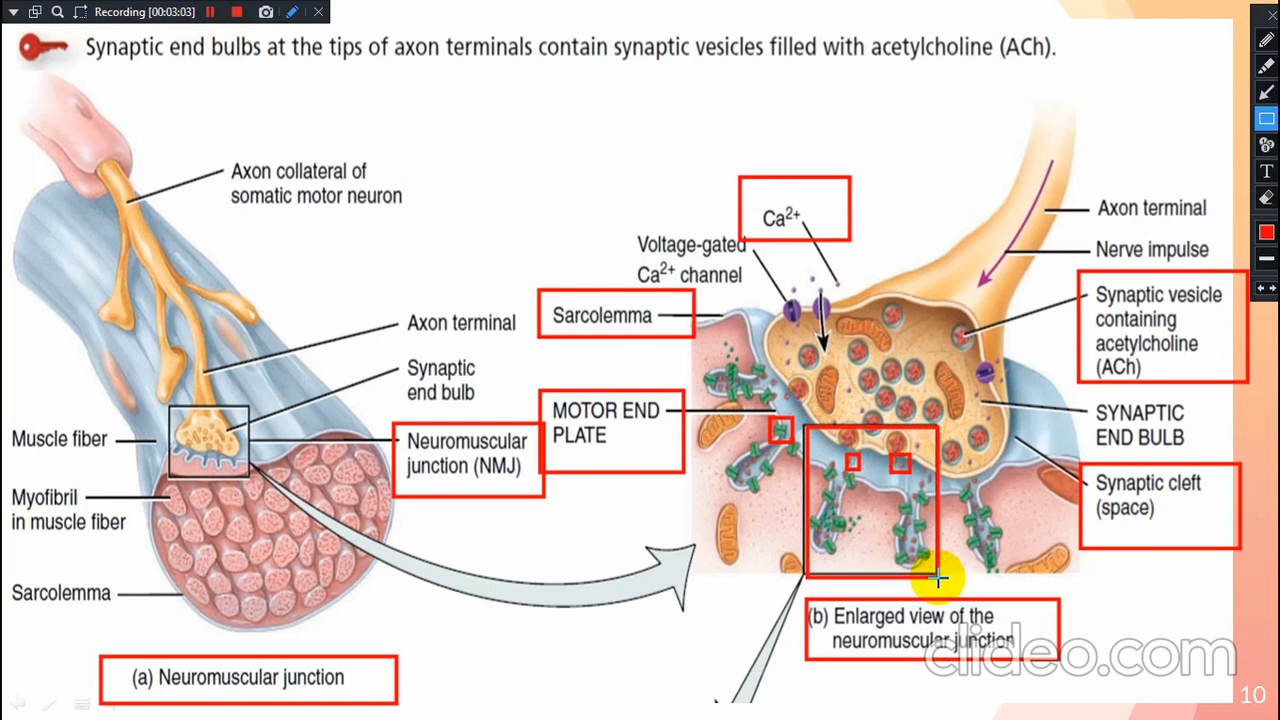 Recording [00:03:03]
Synaptic end bulbs at the tips of axon terminals contain synaptic vesicles filled with acetylcholine (ACh).
Axon collateral of
somatic motor neuron
Axon terminal
Synaptic
end bulb
Neuromuscular
junction (NMJ)
Muscle fiber
Myofibril
in muscle fiber
Sarcolemma
(a) Neuromuscular junction
Ca2+
Voltage-gated
Ca2+ channel
Sarcolemma
MOTOR END
PLATE
Axon terminal
Nerve impulse
Synaptic vesicle
containing
acetylcholine
(ACh)
SYNAPTIC
END BULB
Synaptic cleft
(space)
(b) Enlarged view of the
neuromuscular junction
clideo.com
10
T